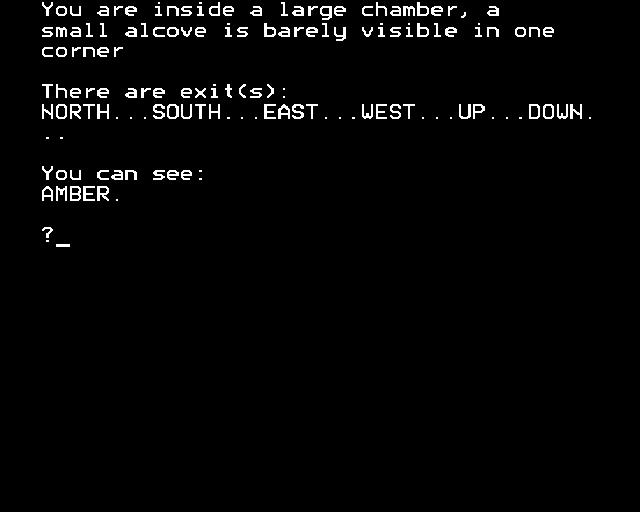 You are inside a large chamber, a
small alcove is barely visible in one
corner
There are exit(s):
NORTH...SOUTH...EAST...WEST...UP...DOWN.
..
You can see:
AMBER.
?_